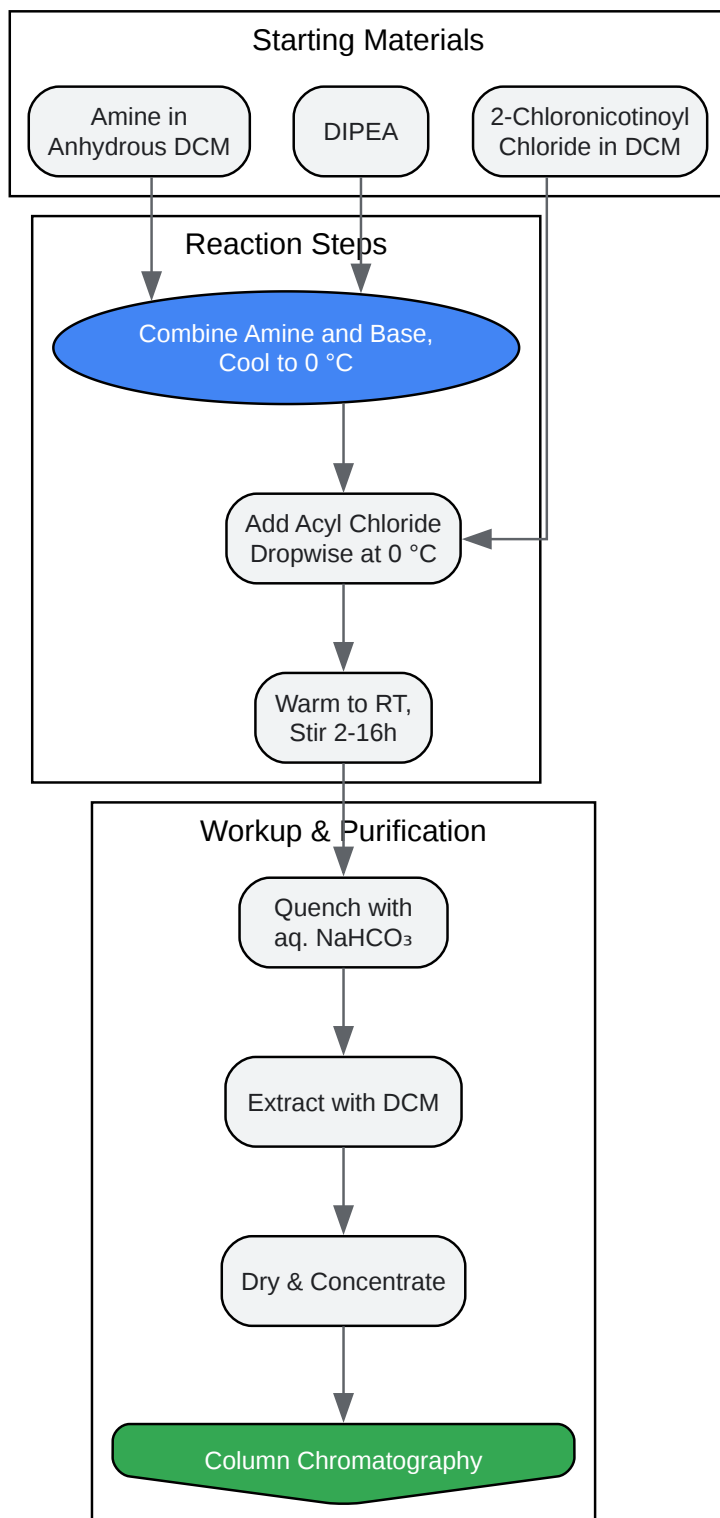 Starting Materials
Amine in
Anhydrous DCM
DIPEA
2-Chloronicotinoyl
Chloride in DCM
Reaction Steps
Combine Amine and Base,
Cool to 0 °C
Add Acyl Chloride
Dropwise at 0 °C
Warm to RT,
Stir 2-16h
Workup & Purification
Quench with
aq. NaHCO₃
Extract with DCM
Dry & Concentrate
Column Chromatography